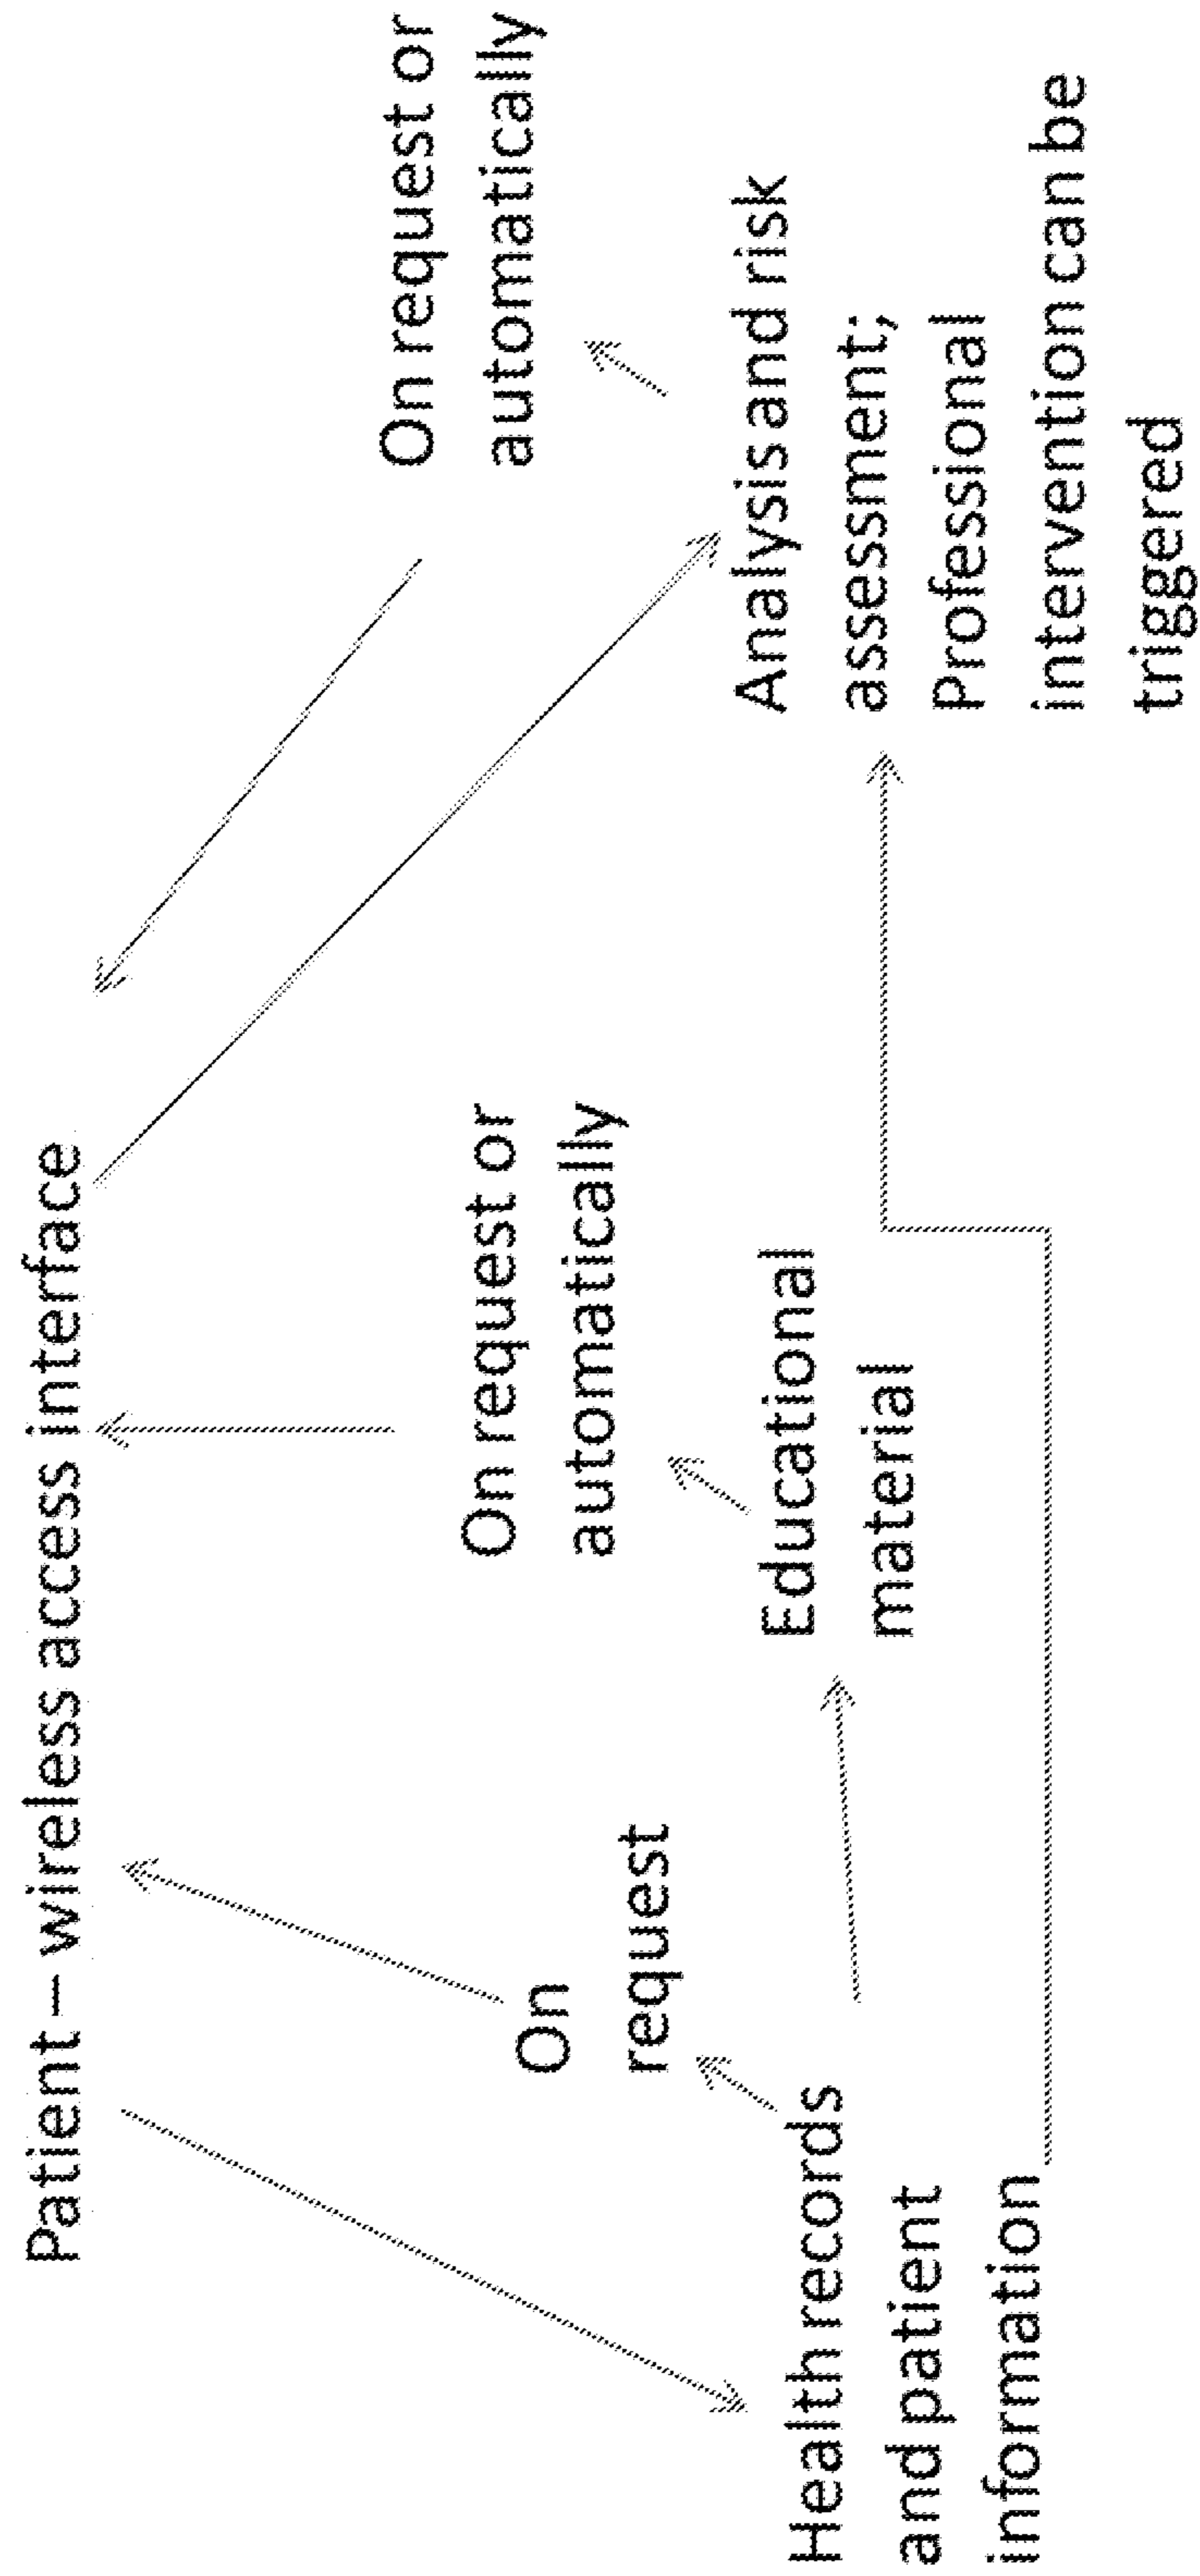 Patient – wireless access interface
On request or
automatically
On request or
automatically
On
request
Health records
and patient
information
Educational
material
Analysis and risk
assessment;
Professional
intervention can be
triggered